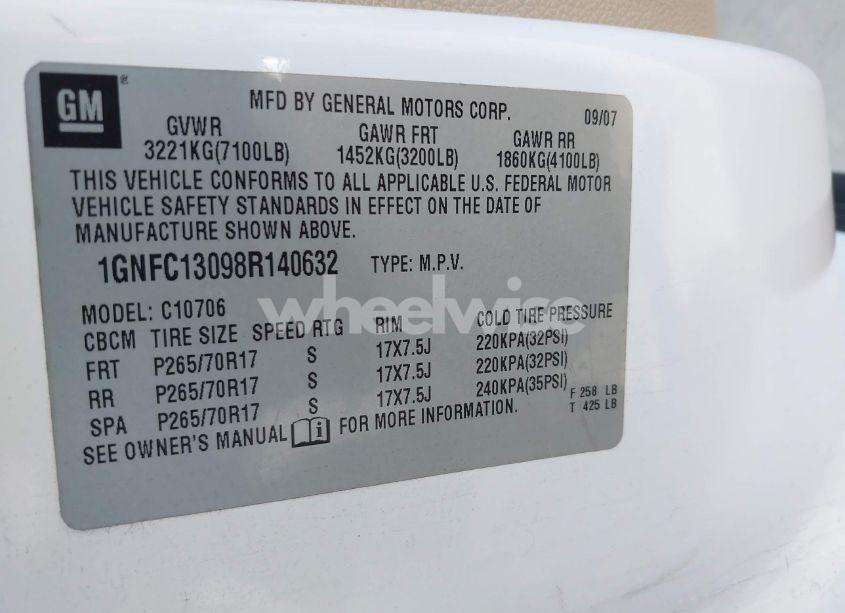 GM ®
MFD BY GENERAL MOTORS CORP. 09/07
GVWR GAWR FRT GAWR RR
3221KG(7100LB) 1452KG(3200LB) 1860KG(4100LB)
THIS VEHICLE CONFORMS TO ALL APPLICABLE U.S. FEDERAL MOTOR
VEHICLE SAFETY STANDARDS IN EFFECT ON THE DATE OF
MANUFACTURE SHOWN ABOVE.
1GNFC13098R140632 TYPE: M.P.V.
wheelwise
MODEL: C10706
CBCM TIRE SIZE SPEED RTG RIM COLD TIRE PRESSURE
FRT P265/70R17 S 17X7.5J 220KPA(32PSI)
RR P265/70R17 S 17X7.5J 220KPA(32PSI)
SPA P265/70R17 S 17X7.5J 240KPA(35PSI)
F 258 LB
T 425 LB
SEE OWNER'S MANUAL i FOR MORE INFORMATION.